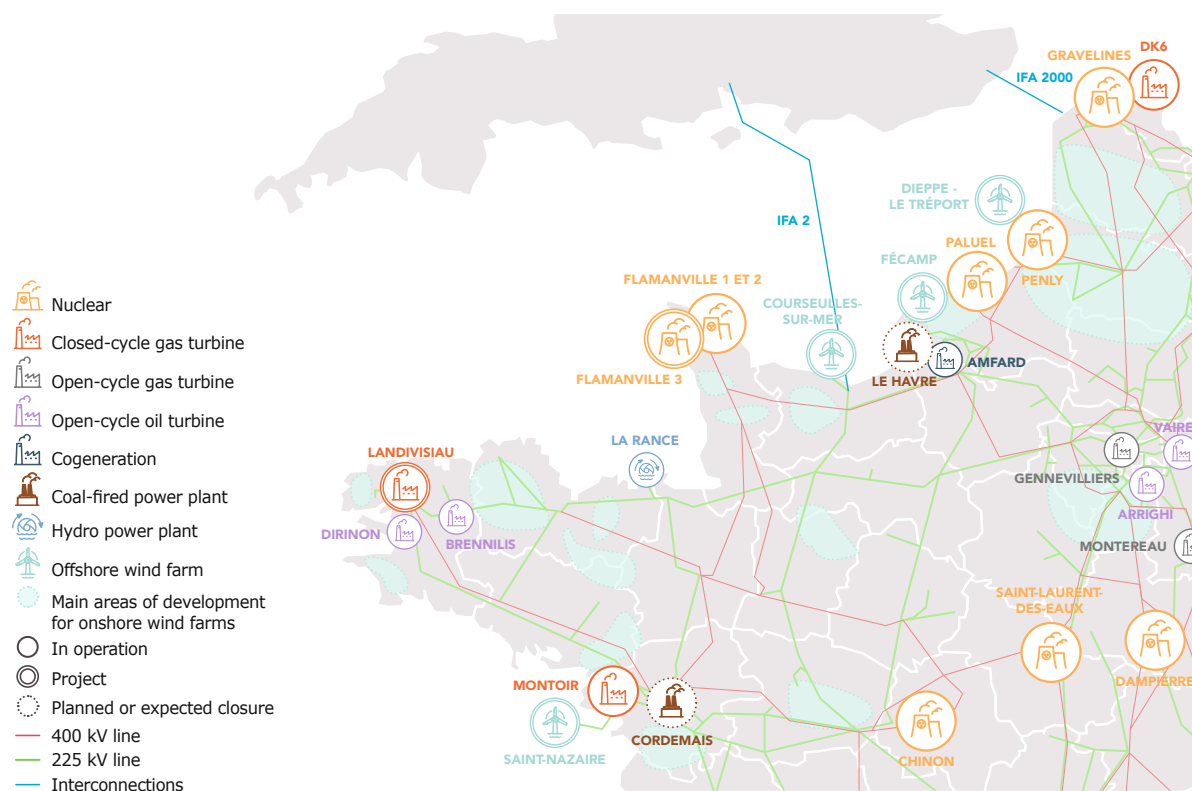 DK6
GRAVELINES
IFA 2000
DIEPPE -
LE TRÉPORT
IFA 2
PALUEL
FÉCAMP
PENLY
FLAMANVILLE 1 ET 2
COURSEULLES-
SUR-MER
FLAMANVILLE 3
LE HAVRE
AMFARD
LANDIVISIAU
LA RANCE
VAIRE
GENNEVILLIERS
ARRIGHI
DIRINON
BRENNILIS
MONTEREAU
SAINT-LAURENT-
DES-EAUX
DAMPIERRE
MONTOIR
CORDEMAIS
SAINT-NAZAIRE
CHINON
Nuclear
Closed-cycle gas turbine
Open-cycle gas turbine
Open-cycle oil turbine
Cogeneration
Coal-fired power plant
Hydro power plant
Offshore wind farm
Main areas of development
for onshore wind farms
In operation
Project
Planned or expected closure
400 kV line
225 kV line
Interconnections